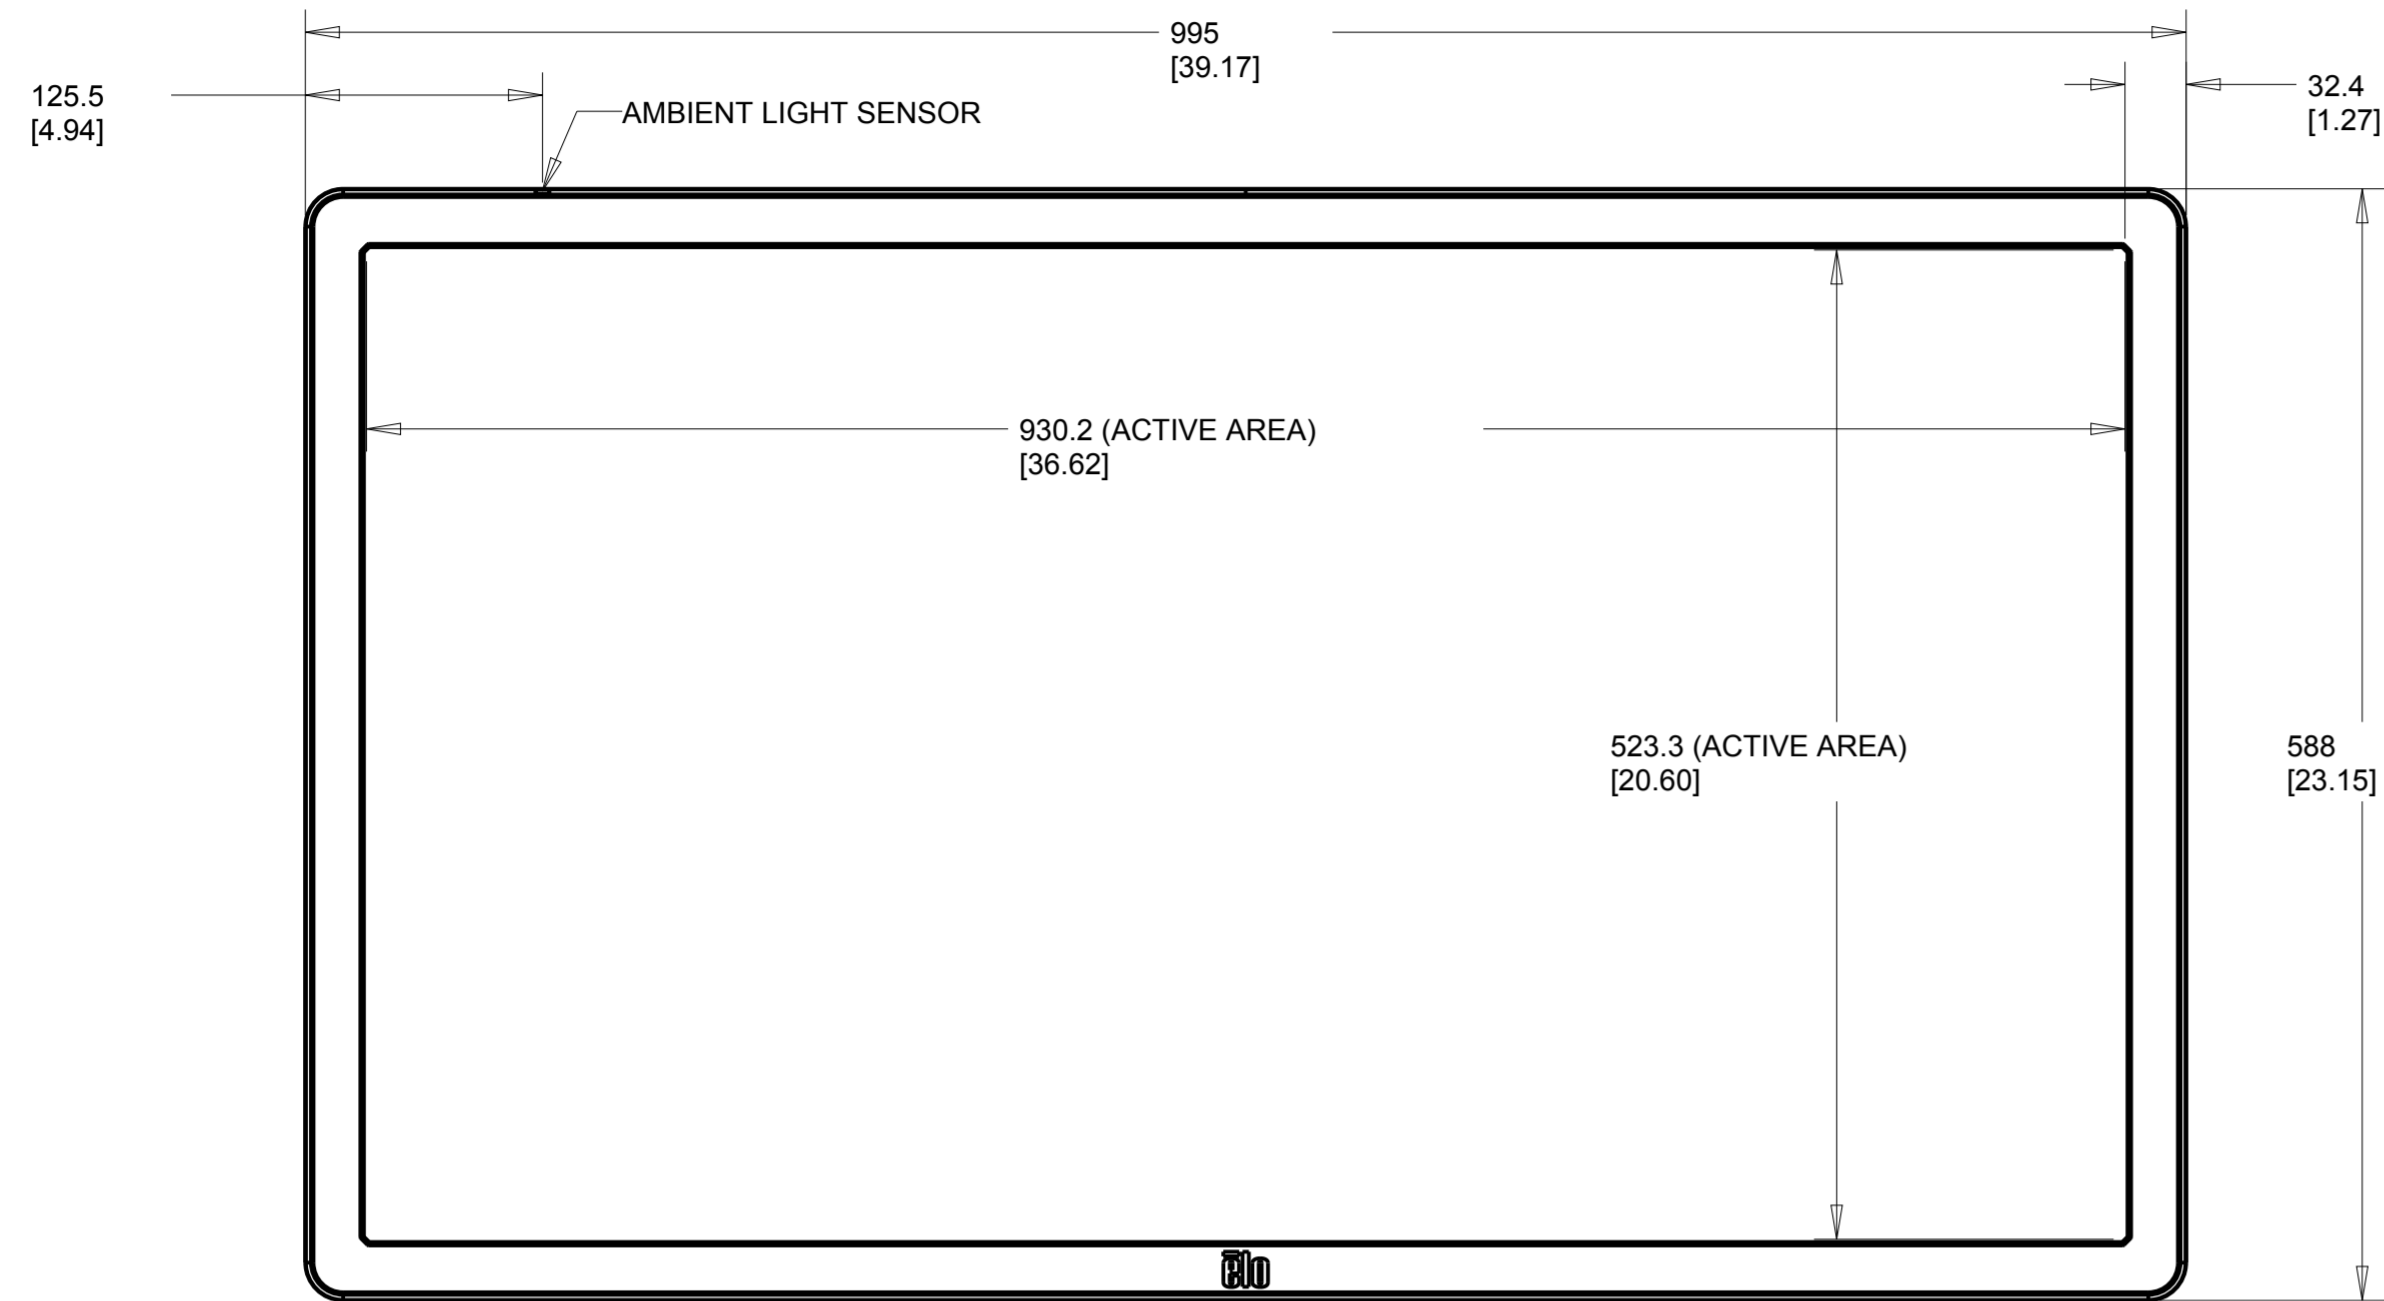 995
[39.17]
125.5
[4.94]
AMBIENT LIGHT SENSOR
32.4
[1.27]
930.2 (ACTIVE AREA)
[36.62]
523.3 (ACTIVE AREA)
[20.60]
588
[23.15]
ēlo